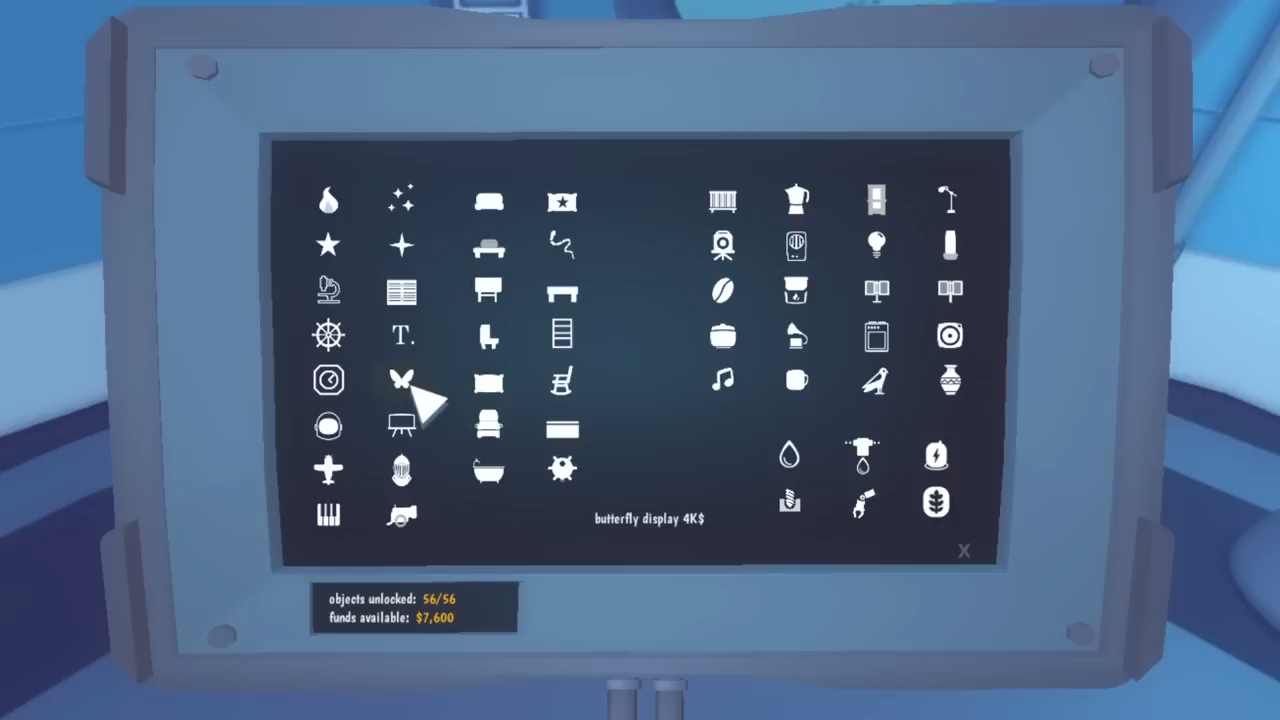 T.
butterfly display 4K$
X
objects unlocked: 56/56
funds available: $7,600